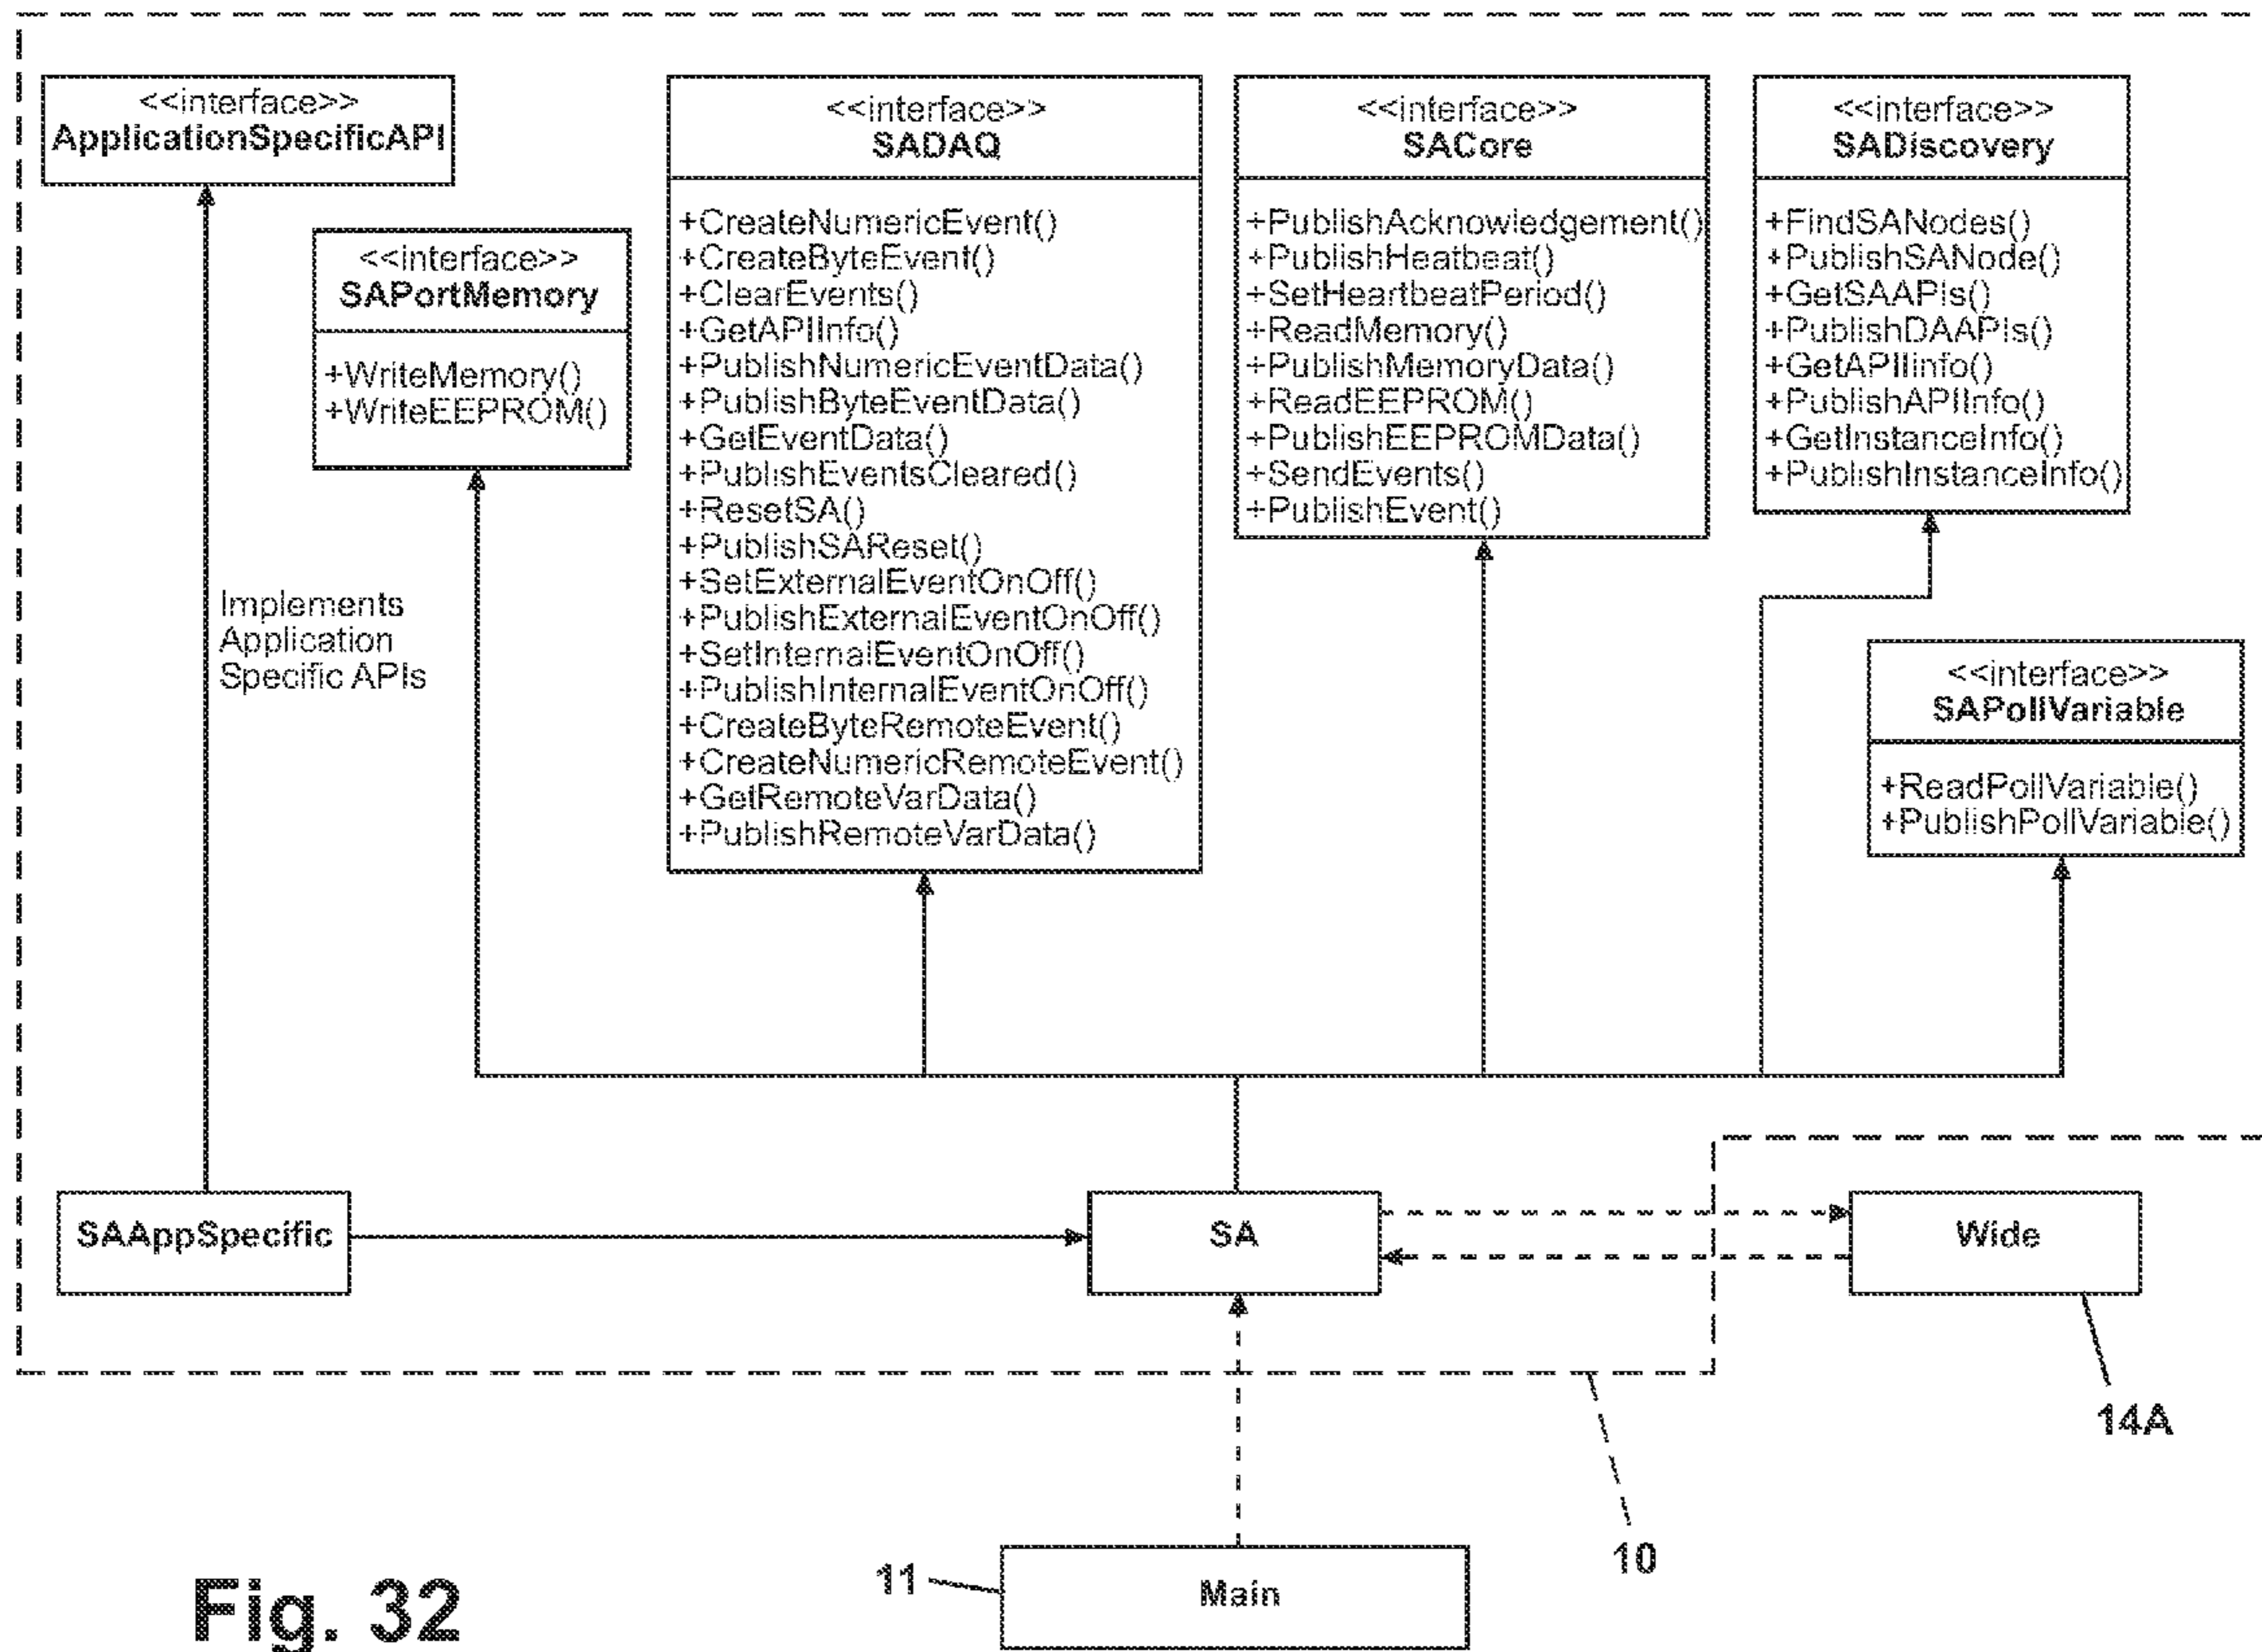 <<interface>>
ApplicationSpecificAPI
<<interface>>
SAPortMemory
+WriteMemory()
+WriteEEPROM()
<<interface>>
SADAQ
+CreateNumericEvent()
+CreateByteEvent()
+ClearEvents()
+GetAPIInfo()
+PublishNumericEventData()
+PublishByteEventData()
+GetEventData()
+PublishEventsCleared()
+ResetSA()
+PublishSAReset()
+SetExternalEventOnOff()
+PublishExternalEventOnOff()
+SetInternalEventOnOff()
+PublishInternalEventOnOff()
+CreateByteRemoteEvent()
+CreateNumericRemoteEvent()
+GetRemoteVarData()
+PublishRemoteVarData()
<<interface>>
SACore
+PublishAcknowledgement()
+PublishHeatbeat()
+SetHeartbeatPeriod()
+ReadMemory()
+PublishMemoryData()
+ReadEEPROM()
+PublishEEPROMData()
+SendEvents()
+PublishEvent()
<<interface>>
SADiscovery
+FindSANodes()
+PublishSANode()
+GetSAAPIs()
+PublishDAAPIs()
+GetAPIIinfo()
+PublishAPIInfo()
+GetInstanceInfo()
+PublishInstanceInfo()
<<interface>>
SAPollVariable
+ReadPollVariable()
+PublishPollVariable()
Implements
Application
Specific APIs
SAAppSpecific
SA
Wide
14A
10
11
Main
Fig. 32